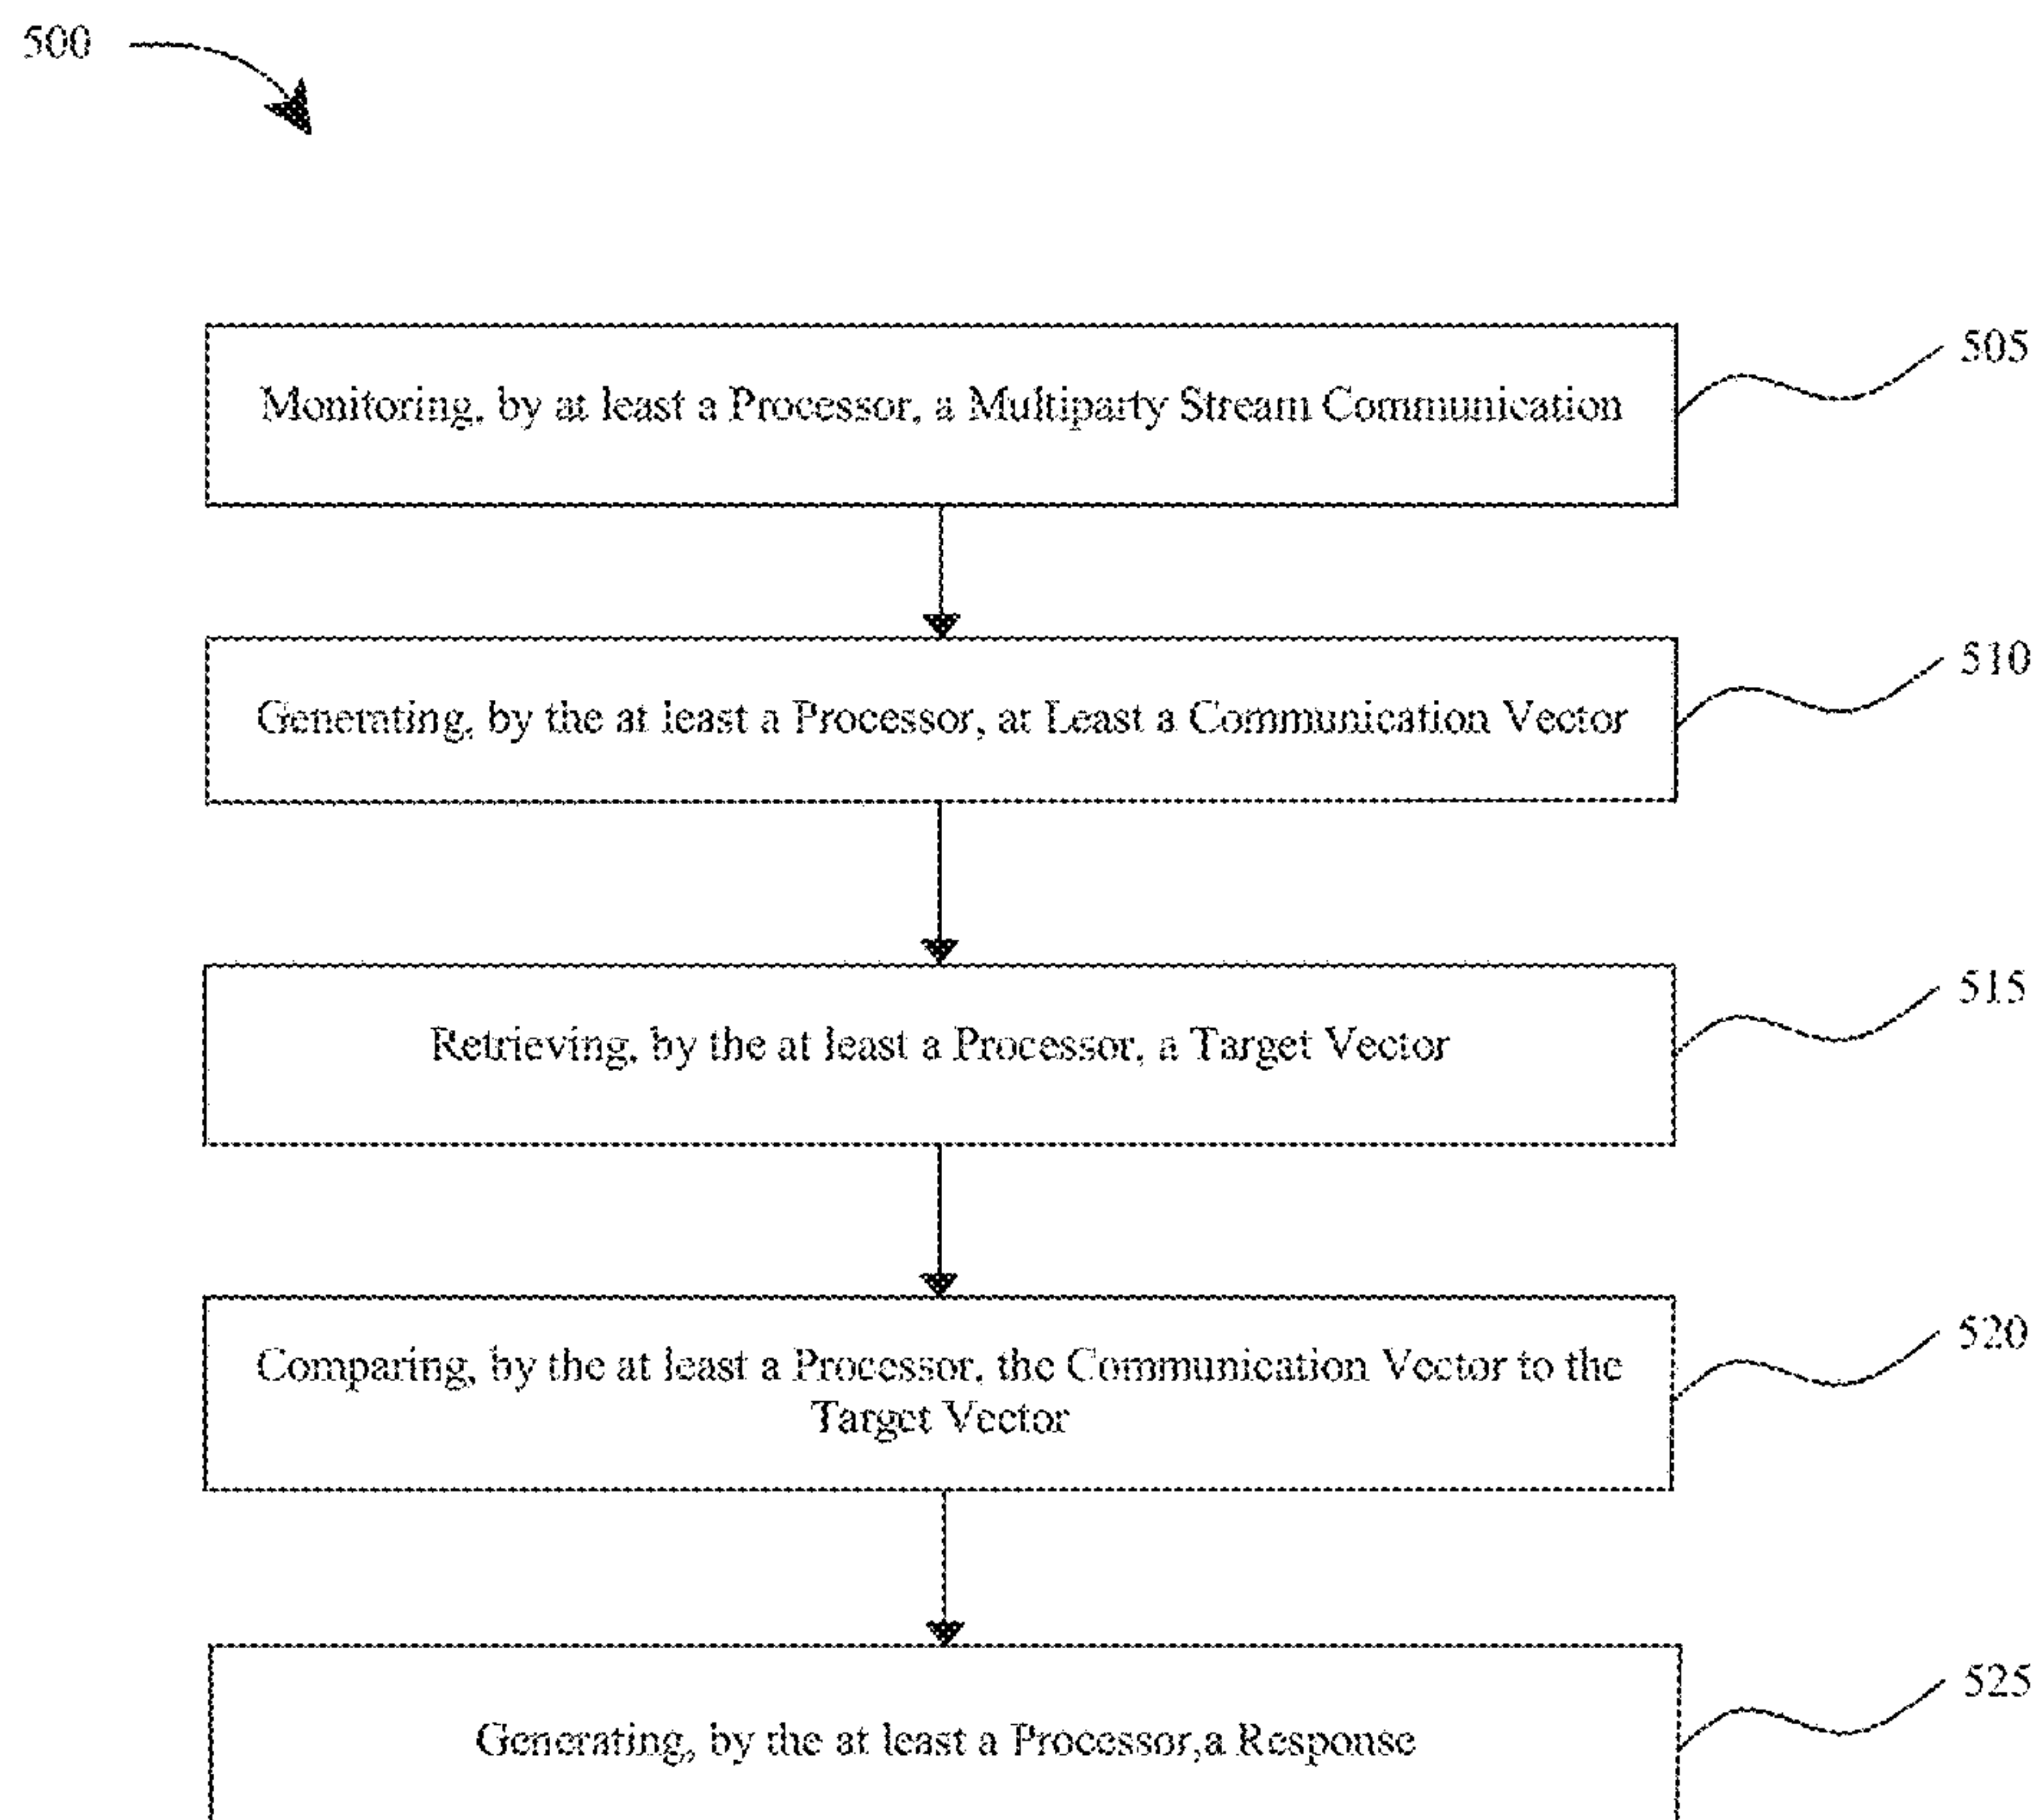 500
Monitoring, by at least a Processor, a Multiparty Stream Communication
505
Generating, by the at least a Processor, at Least a Communication Vector
510
Retrieving, by the at least a Processor, a Target Vector
515
Comparing, by the at least a Processor, the Communication Vector to the
Target Vector
520
Generating, by the at least a Processor,a Response
525